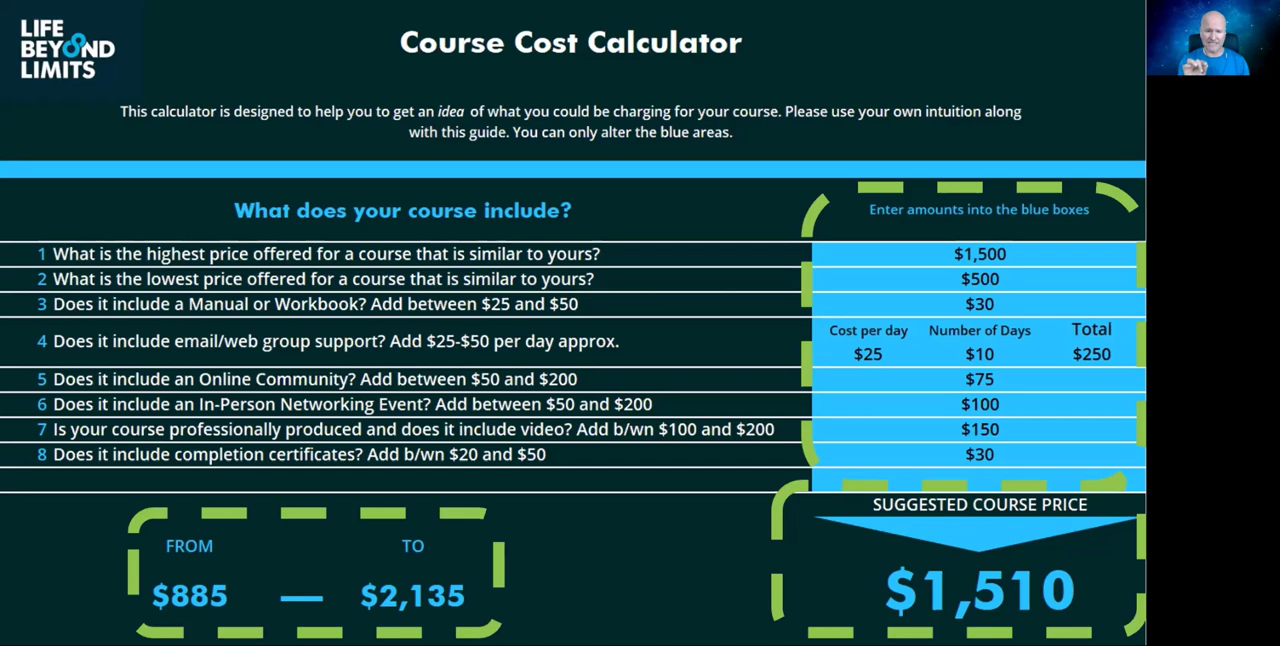 LIFE
BEYOND
LIMITS
Course Cost Calculator
This calculator is designed to help you to get an idea of what you could be charging for your course. Please use your own intuition along
with this guide. You can only alter the blue areas.
What does your course include?
Enter amounts into the blue boxes
1 What is the highest price offered for a course that is similar to yours? $1,500
2 What is the lowest price offered for a course that is similar to yours? $500
3 Does it include a Manual or Workbook? Add between $25 and $50 $30
4 Does it include email/web group support? Add $25-$50 per day approx.
Cost per day Number of Days Total
$25 $10 $250
5 Does it include an Online Community? Add between $50 and $200 $75
6 Does it include an In-Person Networking Event? Add between $50 and $200 $100
7 Is your course professionally produced and does it include video? Add b/wn $100 and $200 $150
8 Does it include completion certificates? Add b/wn $20 and $50 $30
SUGGESTED COURSE PRICE
FROM TO
$885 — $2,135
$1,510